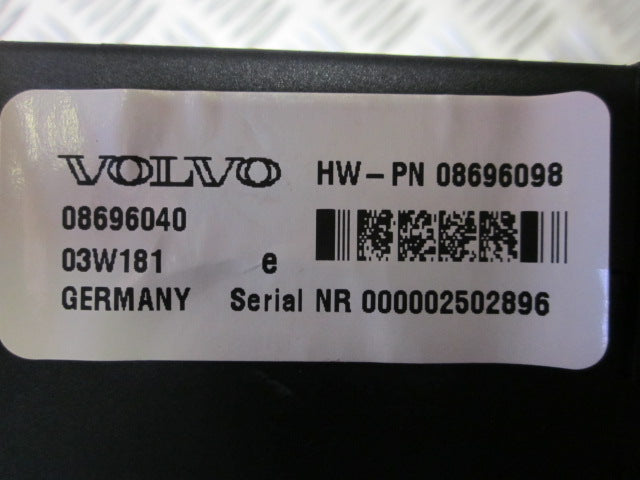 VOLVO HW-PN 08696098
08696040
03W181 e
GERMANY Serial NR 000002502896